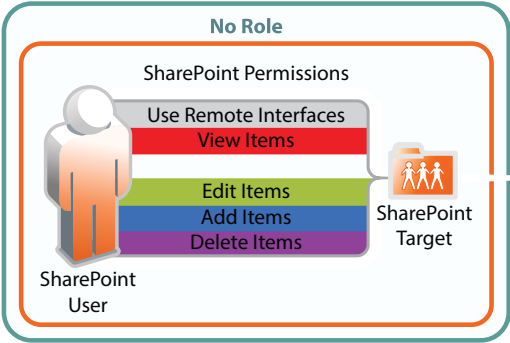 No Role
SharePoint Permissions
Use Remote Interfaces
View Items
Edit Items
Add Items
Delete Items
SharePoint
User
SharePoint
Target